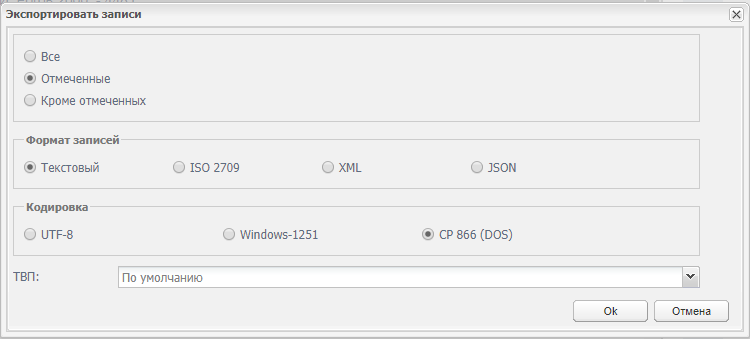 Экспортировать записи
Все
Отмеченные
Кроме отмеченных
Формат записей
Текстовый ISO 2709 XML JSON
Кодировка
UTF-8 Windows-1251 CP 866 (DOS)
ТВП: По умолчанию
Ok Отмена